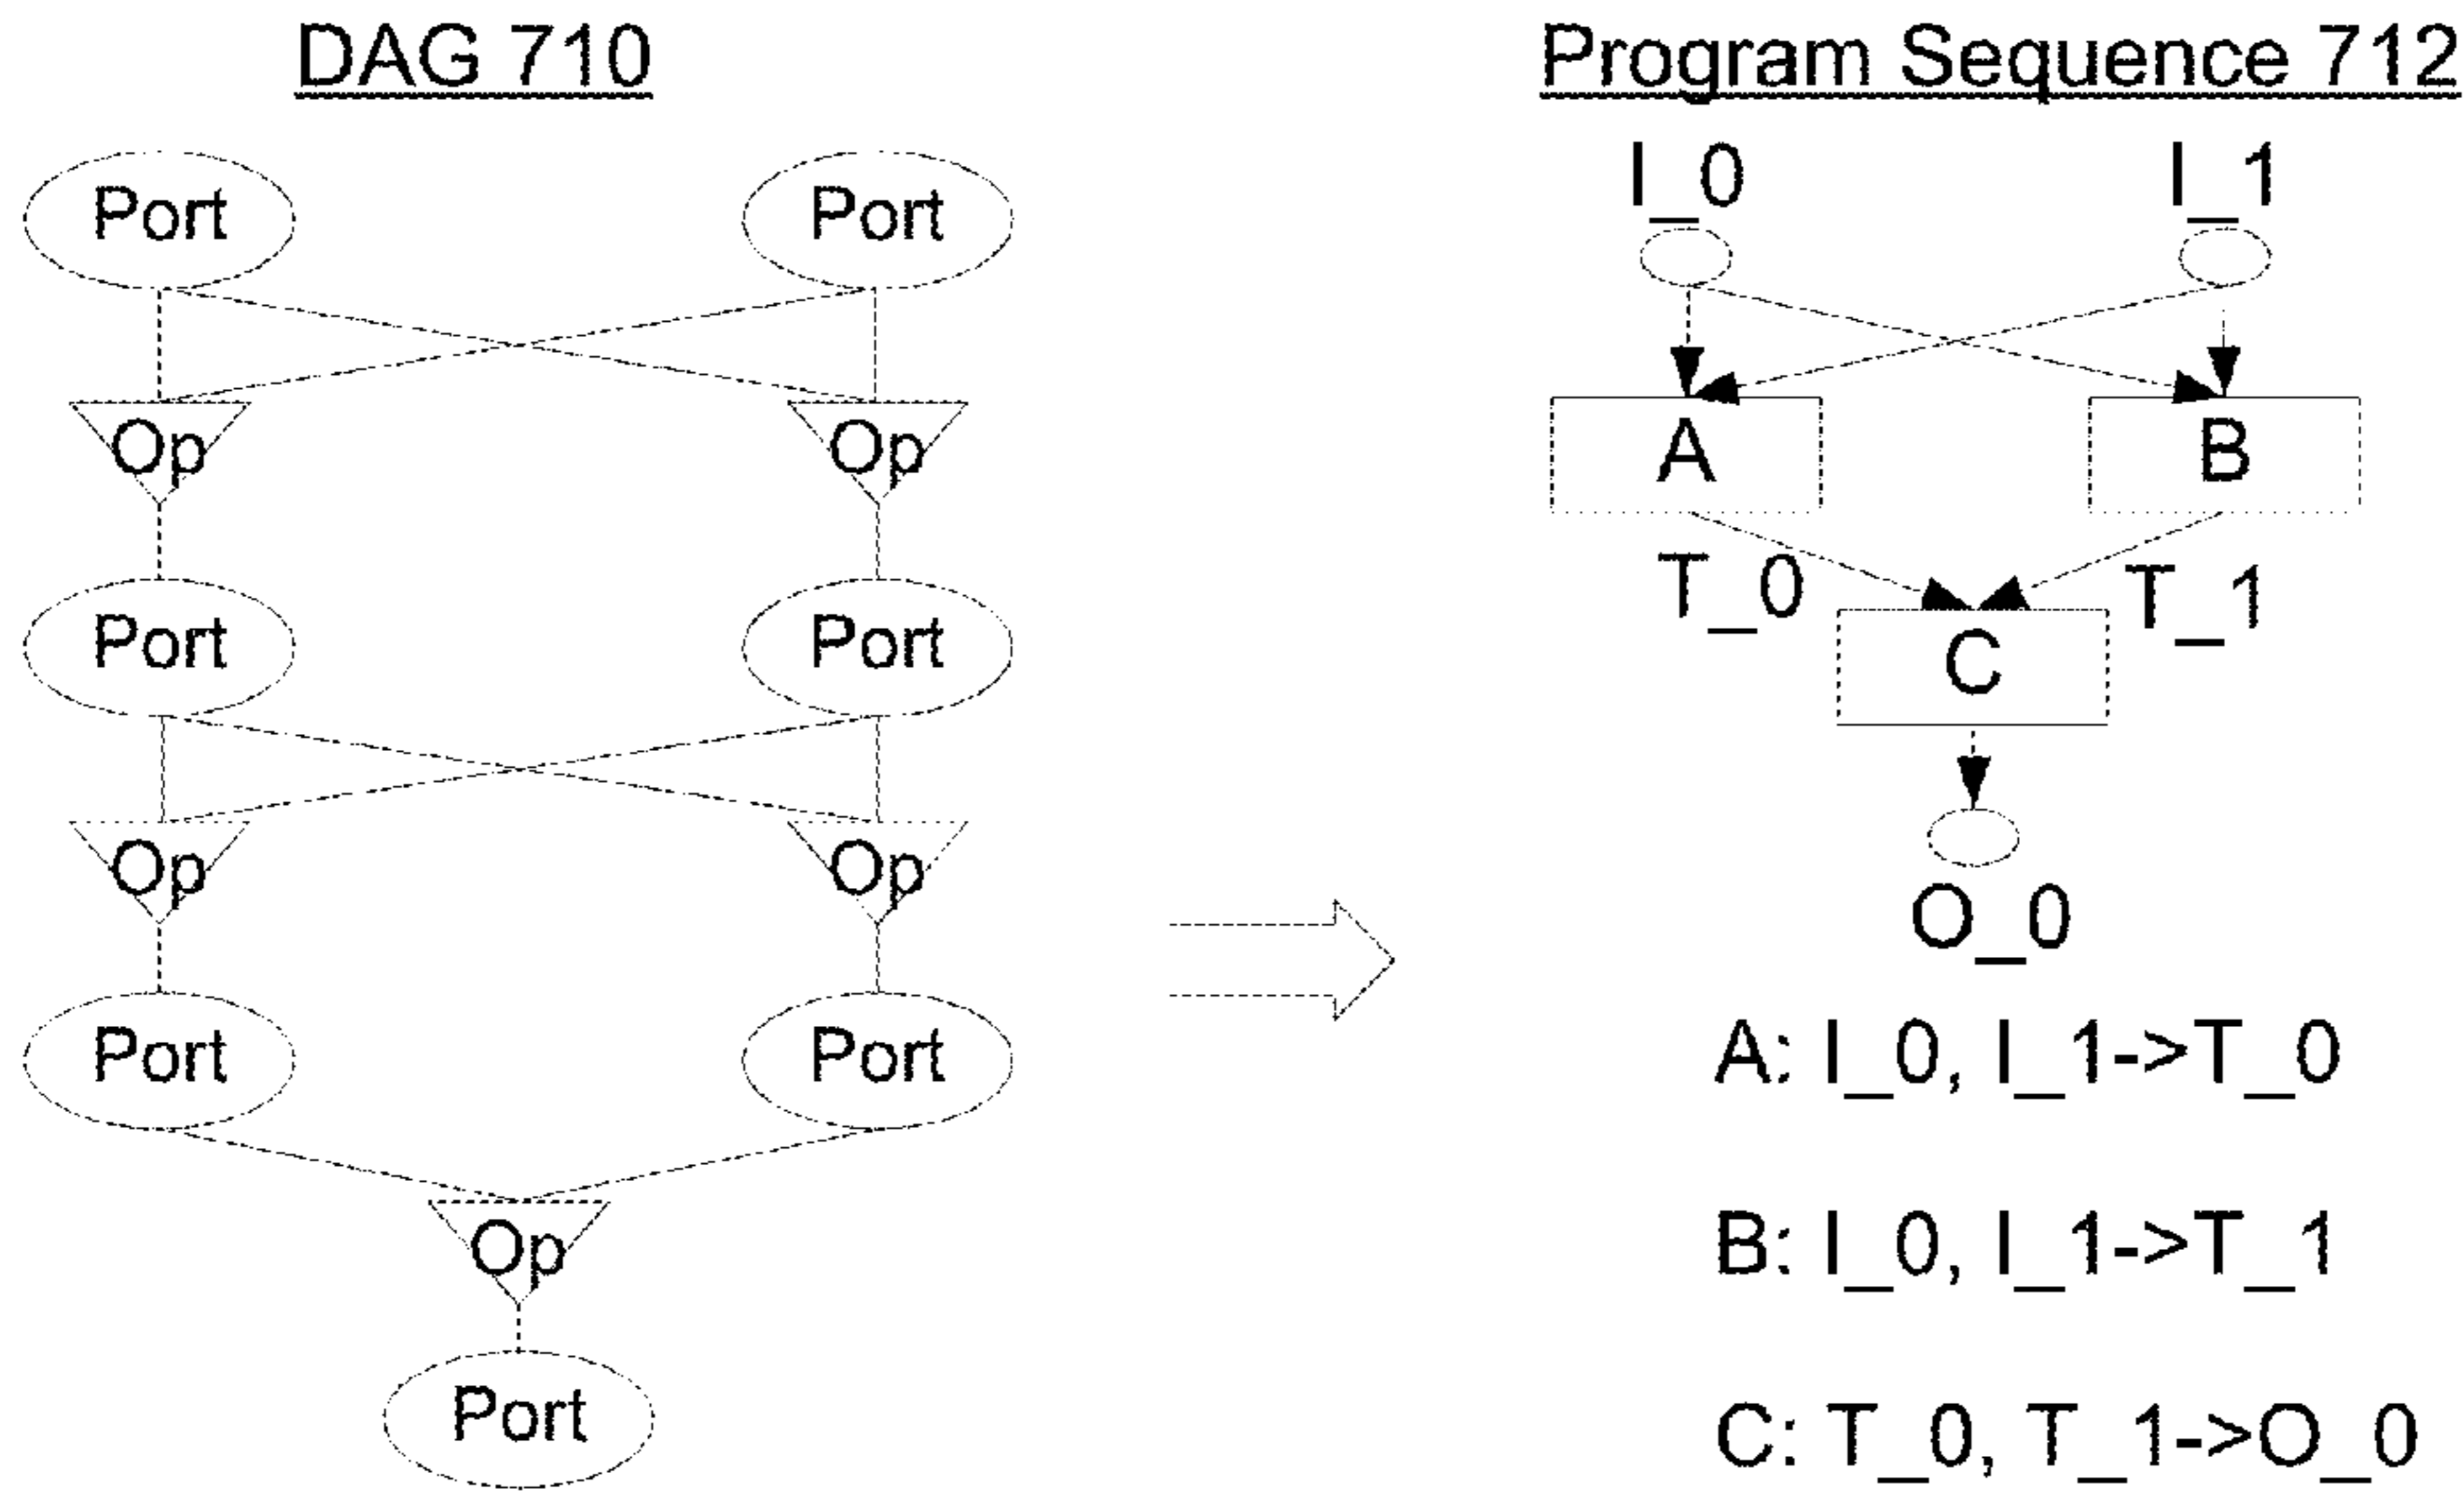 DAG 710
Port Port
Op Op
Port Port
Op Op
Port Port
Op
Port
Program Sequence 712
I_0 I_1
A B
T_0 T_1
C
O_0
A: I_0, I_1->T_0
B: I_0, I_1->T_1
C: T_0, T_1->O_0